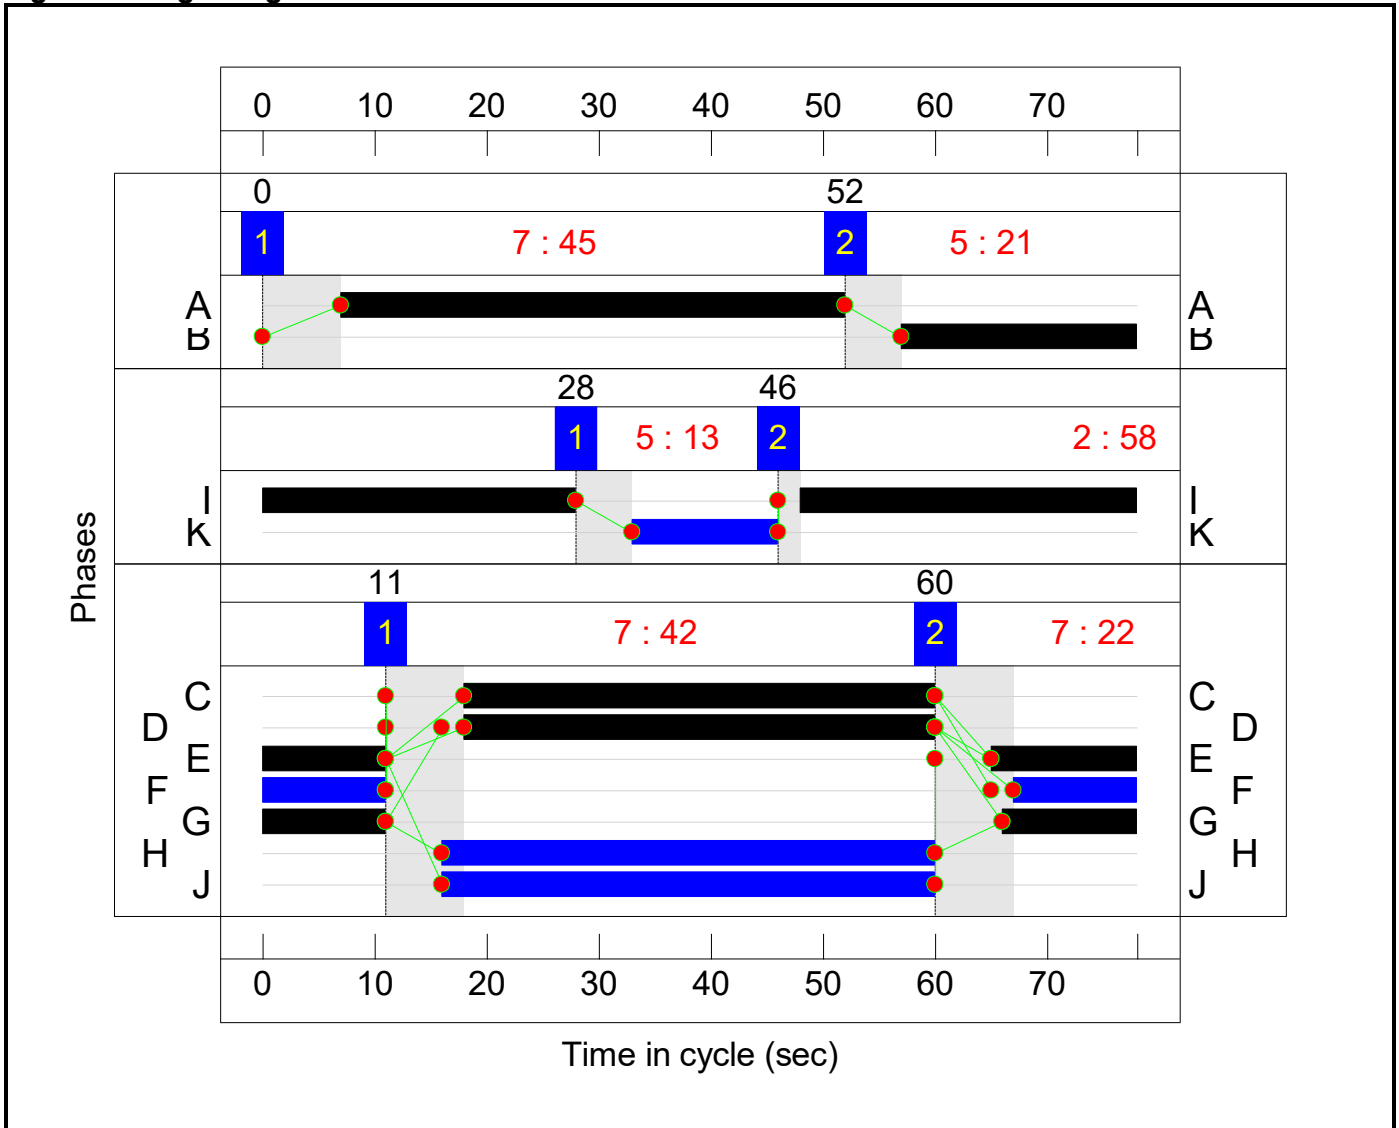 0 10 20 30 40 50 60 70
0 52
1 7 : 45 2 5 : 21
A A
B B
28 46
1 5 : 13 2 2 : 58
I I
K K
Phases
11 60
1 7 : 42 2 7 : 22
C C
D D
E E
F F
G G
H H
J J
0 10 20 30 40 50 60 70
Time in cycle (sec)